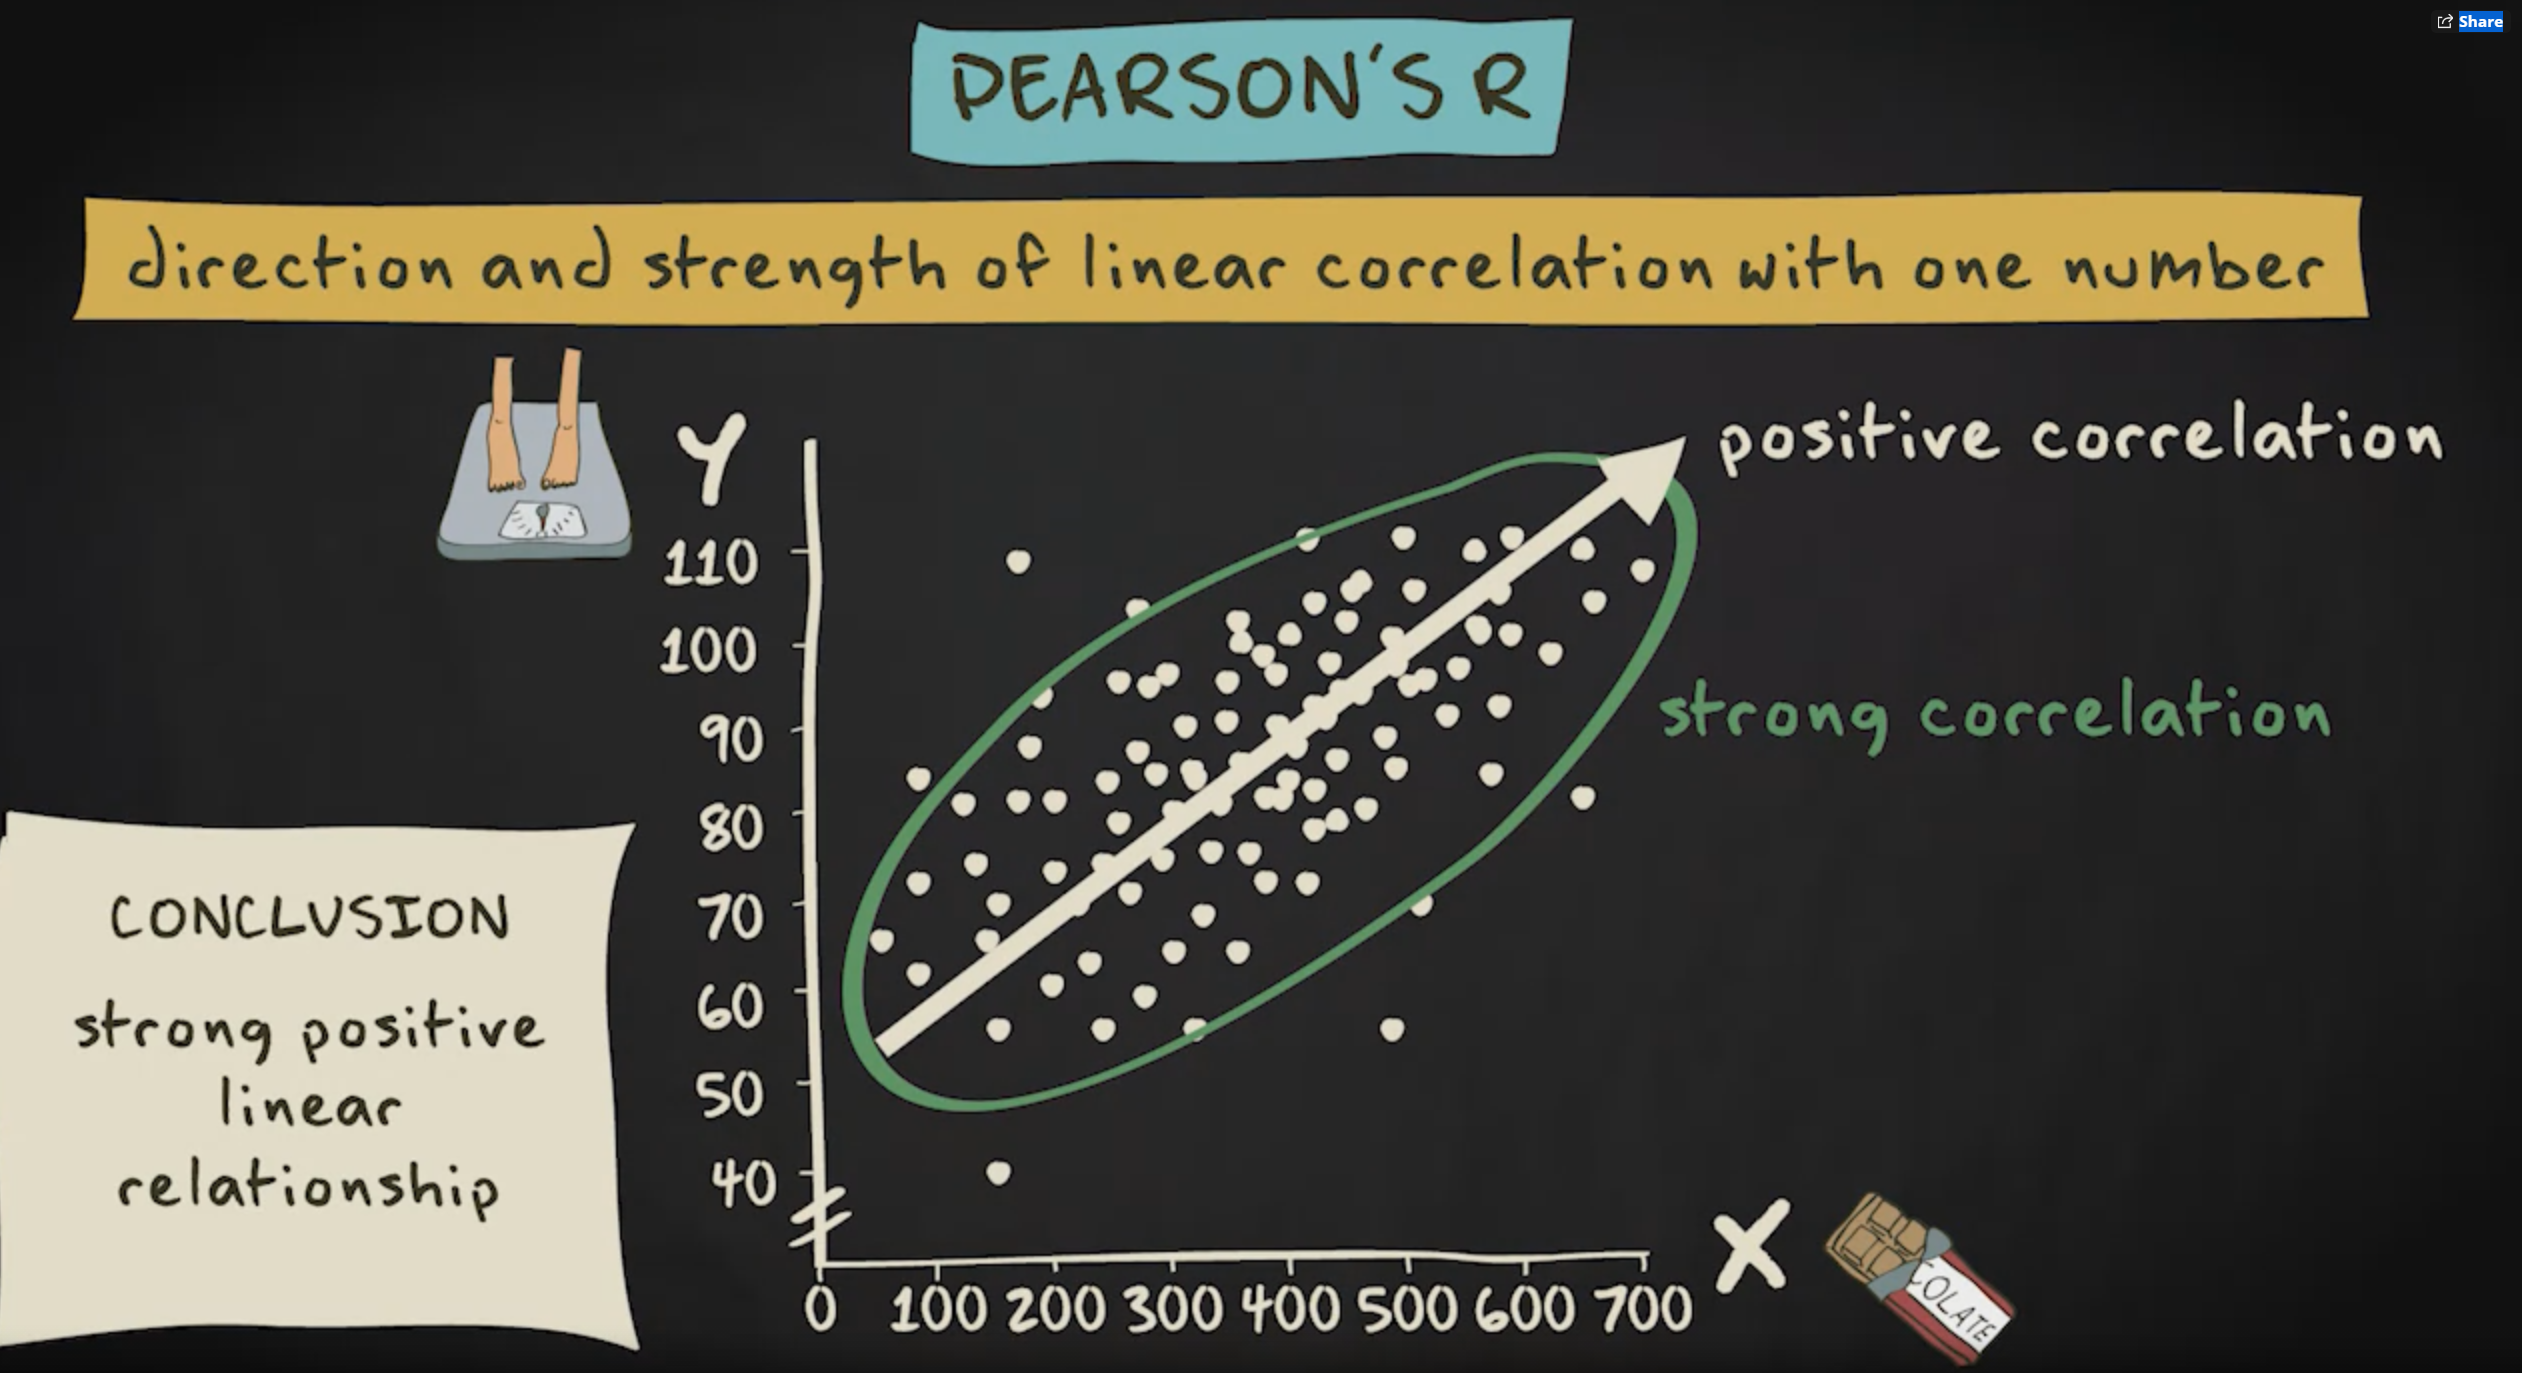 Share
PEARSON'S R
direction and strength of linear correlation with one number
Y
positive correlation
110
100
strong correlation
90
80
70
60
50
40
CONCLUSION
strong positive
linear
relationship
X
OLATE
0 100 200 300 400 500 600 700